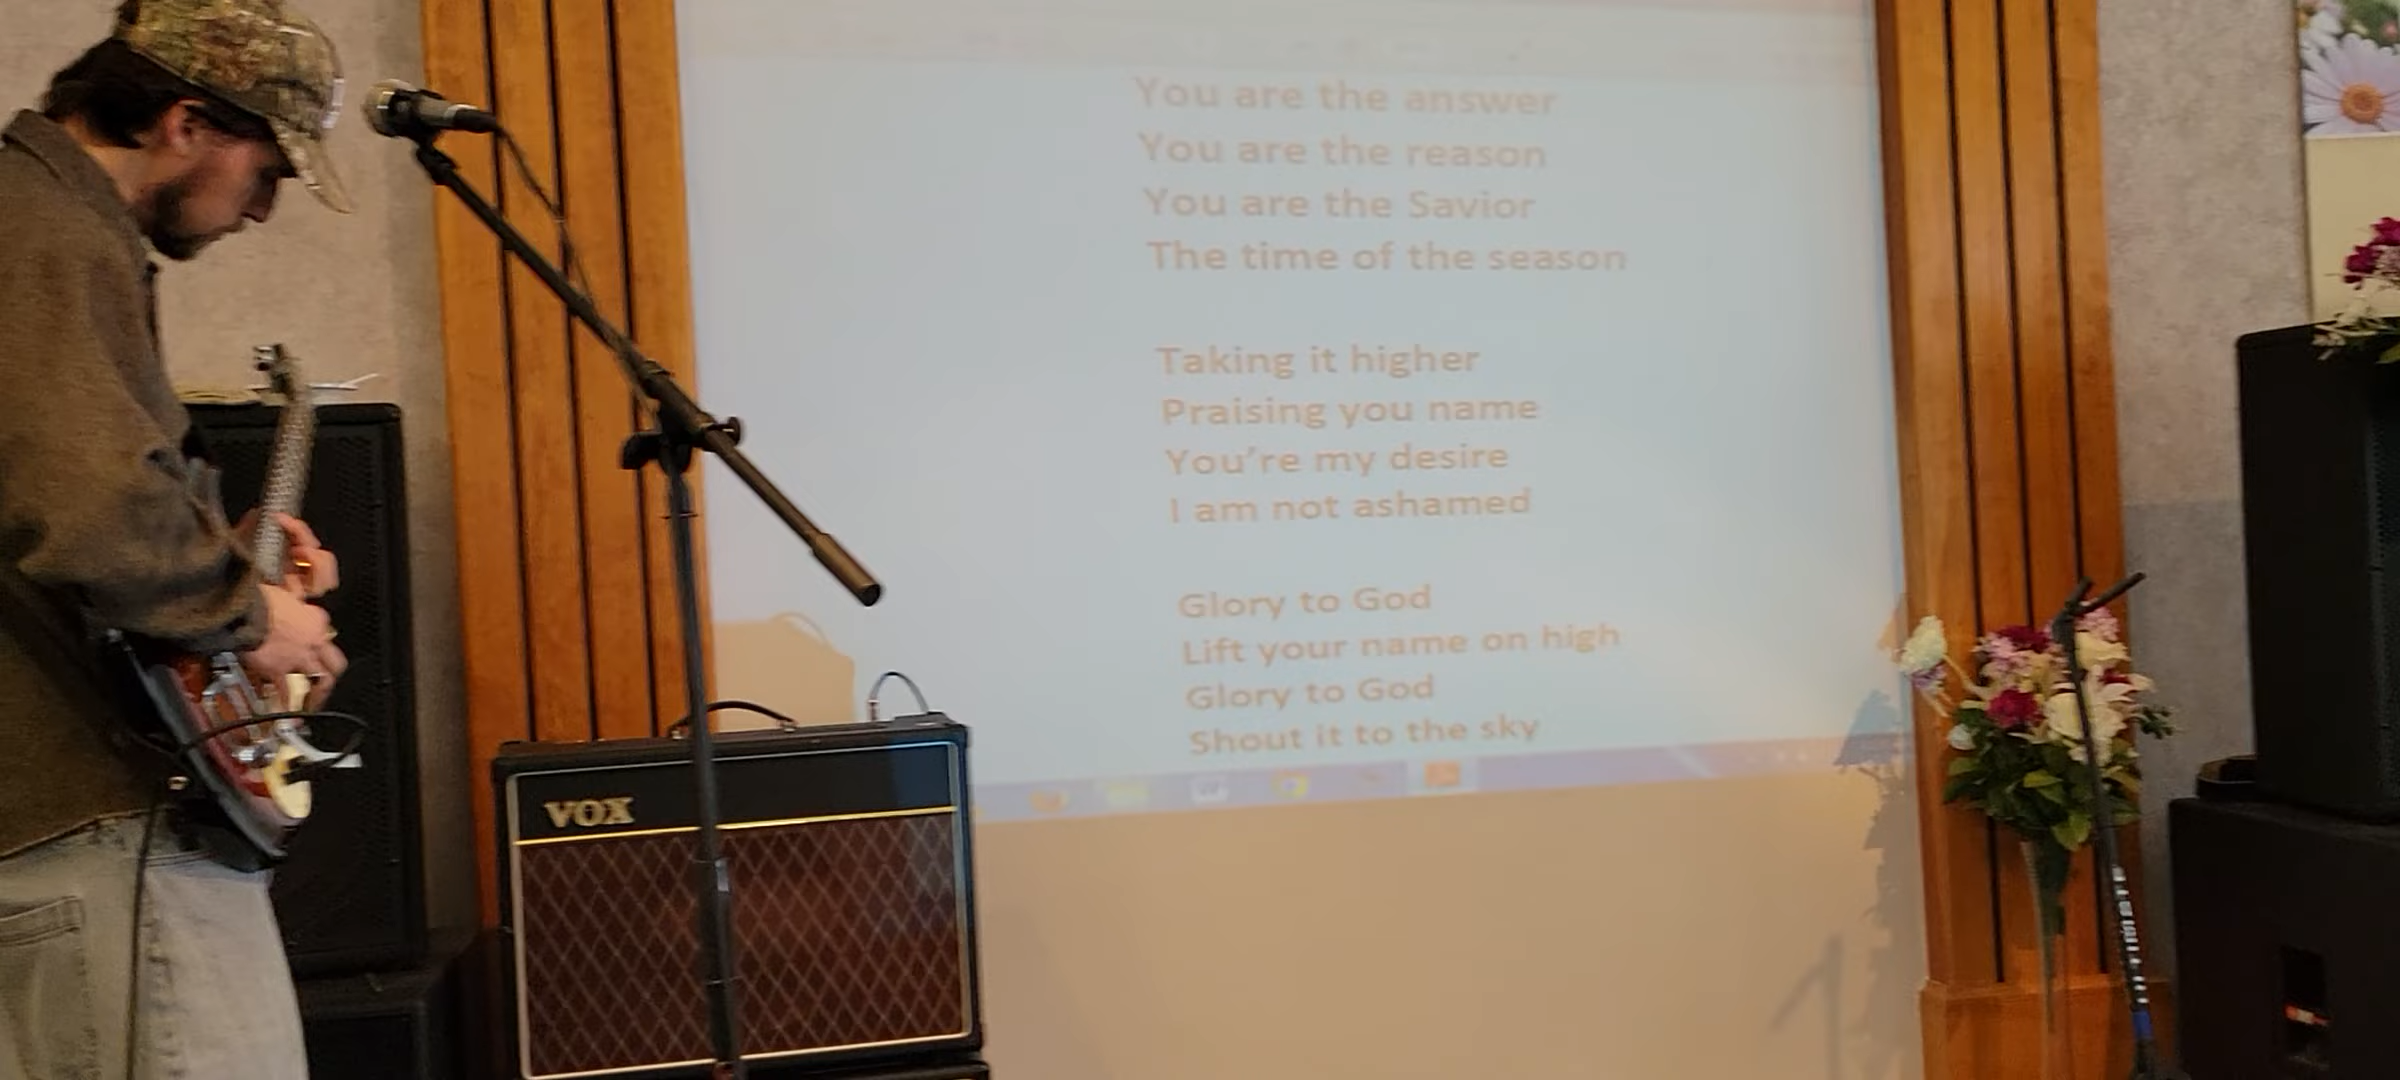 You are the answer
You are the reason
You are the Savior
The time of the season
Taking it higher
Praising you name
You're my desire
I am not ashamed
Glory to God
Lift your name on high
Glory to God
Shout it to the sky
VOX